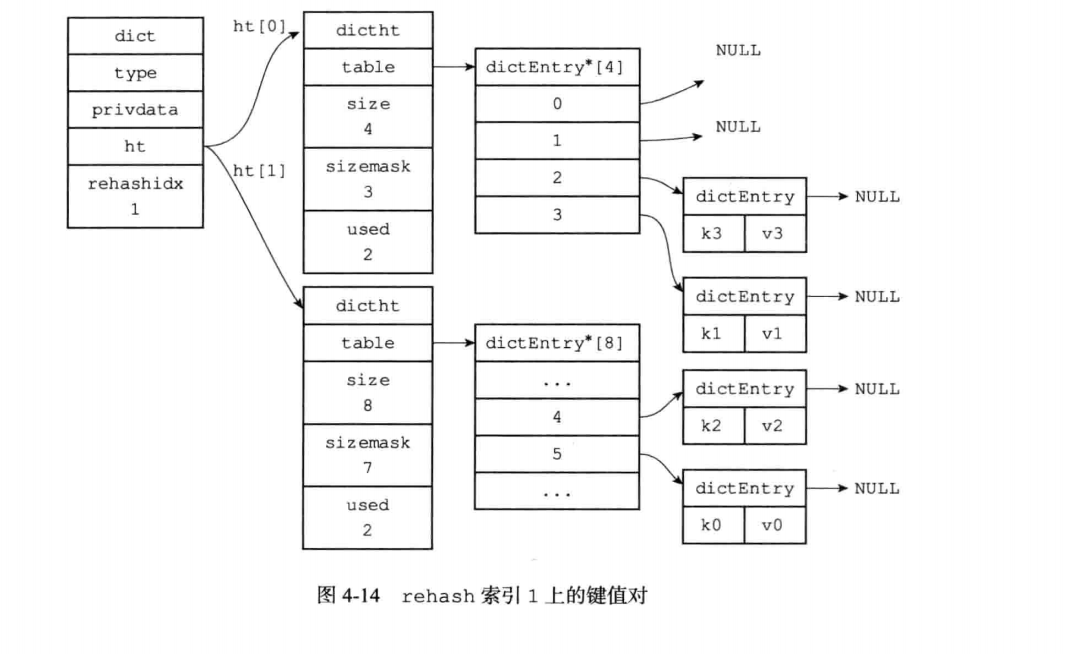 dict
type
privdata
ht
rehashidx
1
ht[0]
ht[1]
dictht
table
size
4
sizemask
3
used
2
dictEntry*[4]
0
1
2
3
NULL
NULL
dictEntry
k3 v3
NULL
dictEntry
k1 v1
NULL
dictht
table
size
8
sizemask
7
used
2
dictEntry*[8]
...
4
5
...
dictEntry
k2 v2
NULL
dictEntry
k0 v0
NULL
图 4-14 rehash 索引 1 上的键值对